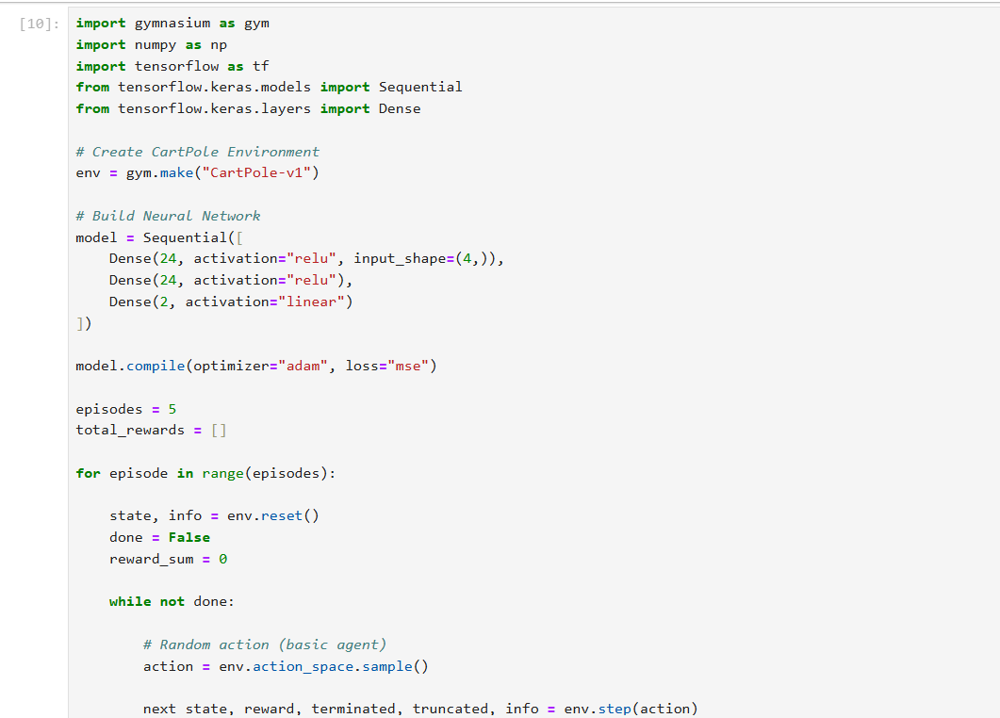 [10]:
import gymnasium as gym
import numpy as np
import tensorflow as tf
from tensorflow.keras.models import Sequential
from tensorflow.keras.layers import Dense

# Create CartPole Environment
env = gym.make("CartPole-v1")

# Build Neural Network
model = Sequential([
    Dense(24, activation="relu", input_shape=(4,)),
    Dense(24, activation="relu"),
    Dense(2, activation="linear")
])

model.compile(optimizer="adam", loss="mse")

episodes = 5
total_rewards = []

for episode in range(episodes):

    state, info = env.reset()
    done = False
    reward_sum = 0

    while not done:

        # Random action (basic agent)
        action = env.action_space.sample()

        next_state, reward, terminated, truncated, info = env.step(action)